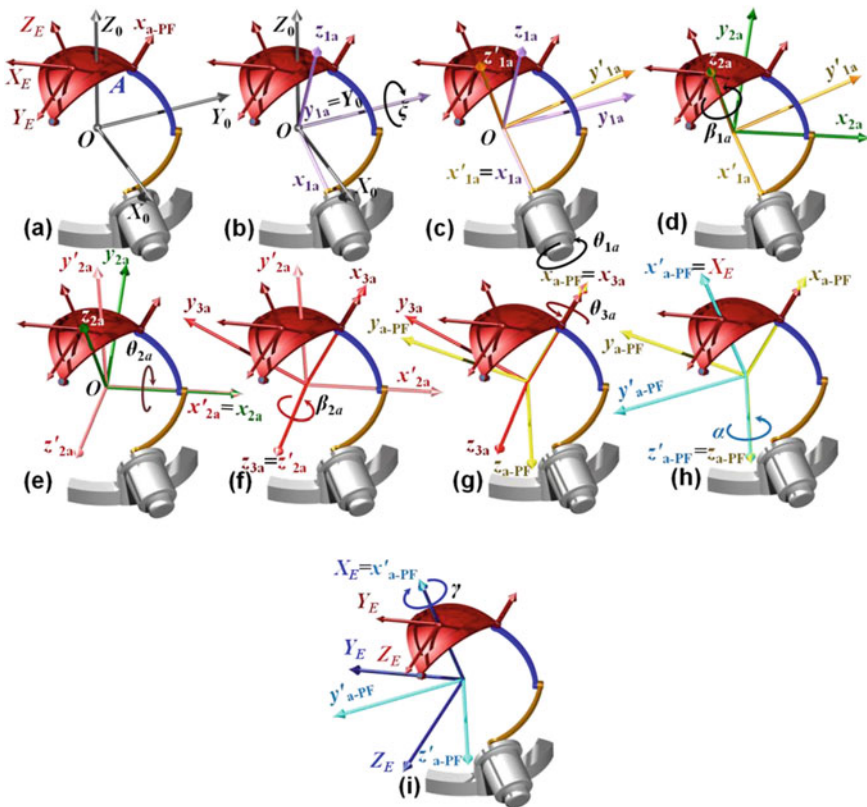 Z_E Z_0 x_a-PF
X_E A
Y_E O Y_0
X_0
(a)
Z_0 z_1a
y_1a=Y_0 ζ
O
x_1a X_0
(b)
z'_1a z_1a
y'_1a
O y_1a
x'_1a= x_1a
θ_1a
(c)
y_2a
z_2a y'_1a
β_1a x_2a
x'_1a
(d)
y'_2a y_2a
z_2a
θ_2a
O
x'_2a= x_2a
z'_2a
(e)
y'_2a x_3a
y_3a
x'_2a
β_2a
z_3a= z'_2a
(f)
x_a-PF= x_3a
y_3a θ_3a
y_a-PF
z_3a
z_a-PF
(g)
x'_a-PF= X_E x_a-PF
y_a-PF
y'_a-PF
α
z'_a-PF= z_a-PF
(h)
X_E=x'_a-PF γ
Y_E
Y_E Z_E
y'_a-PF
Z_E z'_a-PF
(i)